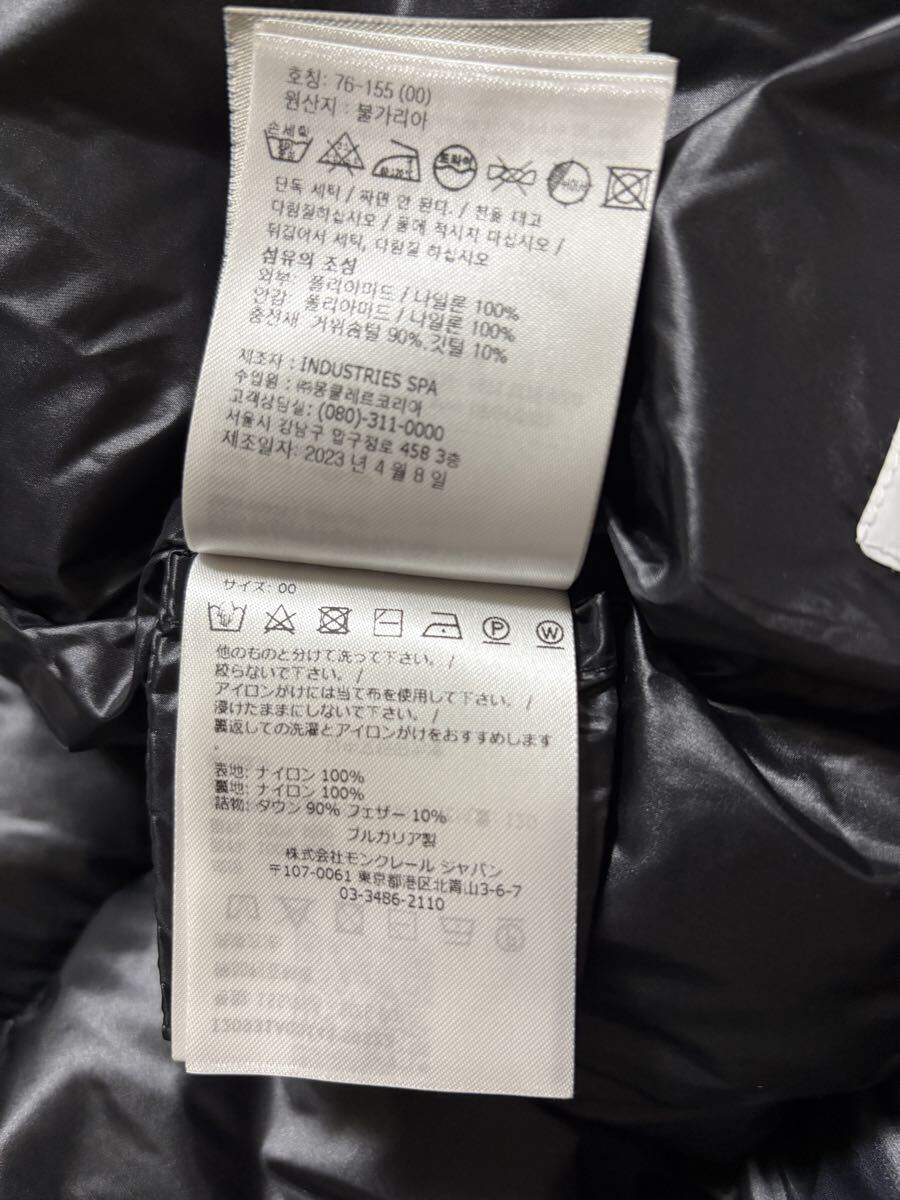 호칭: 76-155 (00)
원산지 : 불가리아
손세탁
단독 세탁 / 짜면 안 된다. / 천을 대고
다림질하십시오 / 물에 적시지 마십시오 /
뒤집어서 세탁, 다림질 하십시오
섬유의 조성
외부 : 폴리아미드 / 나일론 100%
안감 : 폴리아미드 / 나일론 100%
충전재 거위솜털 90%, 깃털 10%
제조자 : INDUSTRIES SPA
수입원 : ㈜몽클레르코리아
고객상담실: (080)-311-0000
서울시 강남구 압구정로 458 3층
제조일자: 2023 년 4 월 8 일
サイズ: 00
P
W
他のものと分けて洗って下さい。/
絞らないで下さい。/
アイロンがけには当て布を使用して下さい。/
浸けたままにしないで下さい。/
裏返しての洗濯とアイロンがけをおすすめします
.
表地: ナイロン 100%
裏地: ナイロン 100%
詰物: ダウン 90% フェザー 10%
ブルガリア製
株式会社モンクレール ジャパン
〒107-0061 東京都港区北青山3-6-7
03-3486-2110